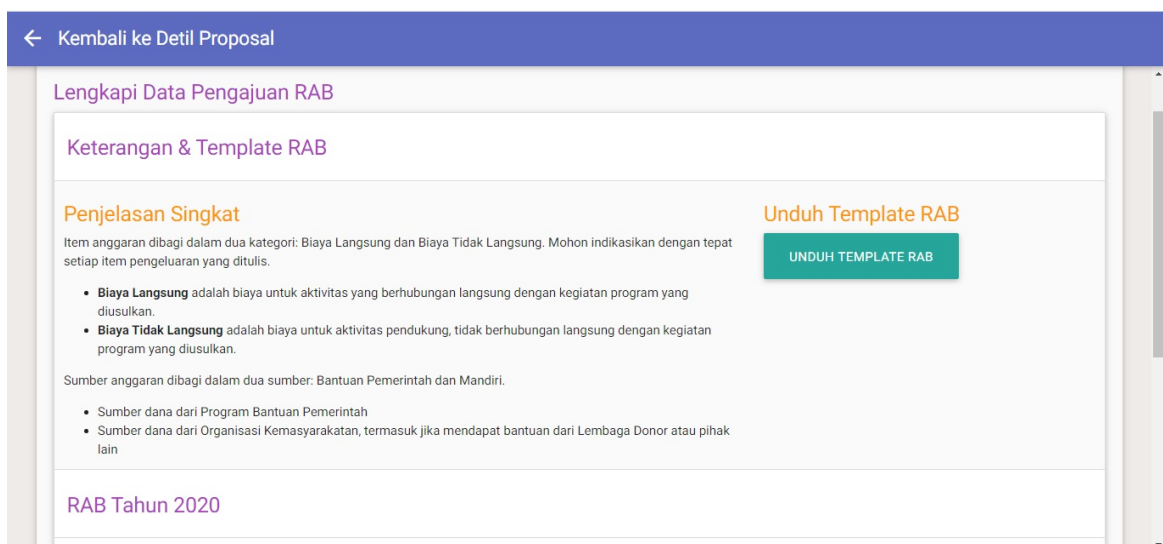 Kembali ke Detil Proposal
Lengkapi Data Pengajuan RAB
Keterangan & Template RAB
Penjelasan Singkat
Item anggaran dibagi dalam dua kategori: Biaya Langsung dan Biaya Tidak Langsung. Mohon indikasikan dengan tepat
setiap item pengeluaran yang ditulis.
Biaya Langsung adalah biaya untuk aktivitas yang berhubungan langsung dengan kegiatan program yang
diusulkan.
Biaya Tidak Langsung adalah biaya untuk aktivitas pendukung, tidak berhubungan langsung dengan kegiatan
program yang diusulkan.
Sumber anggaran dibagi dalam dua sumber: Bantuan Pemerintah dan Mandiri.
Sumber dana dari Program Bantuan Pemerintah
Sumber dana dari Organisasi Kemasyarakatan, termasuk jika mendapat bantuan dari Lembaga Donor atau pihak
lain
Unduh Template RAB
UNDUH TEMPLATE RAB
RAB Tahun 2020